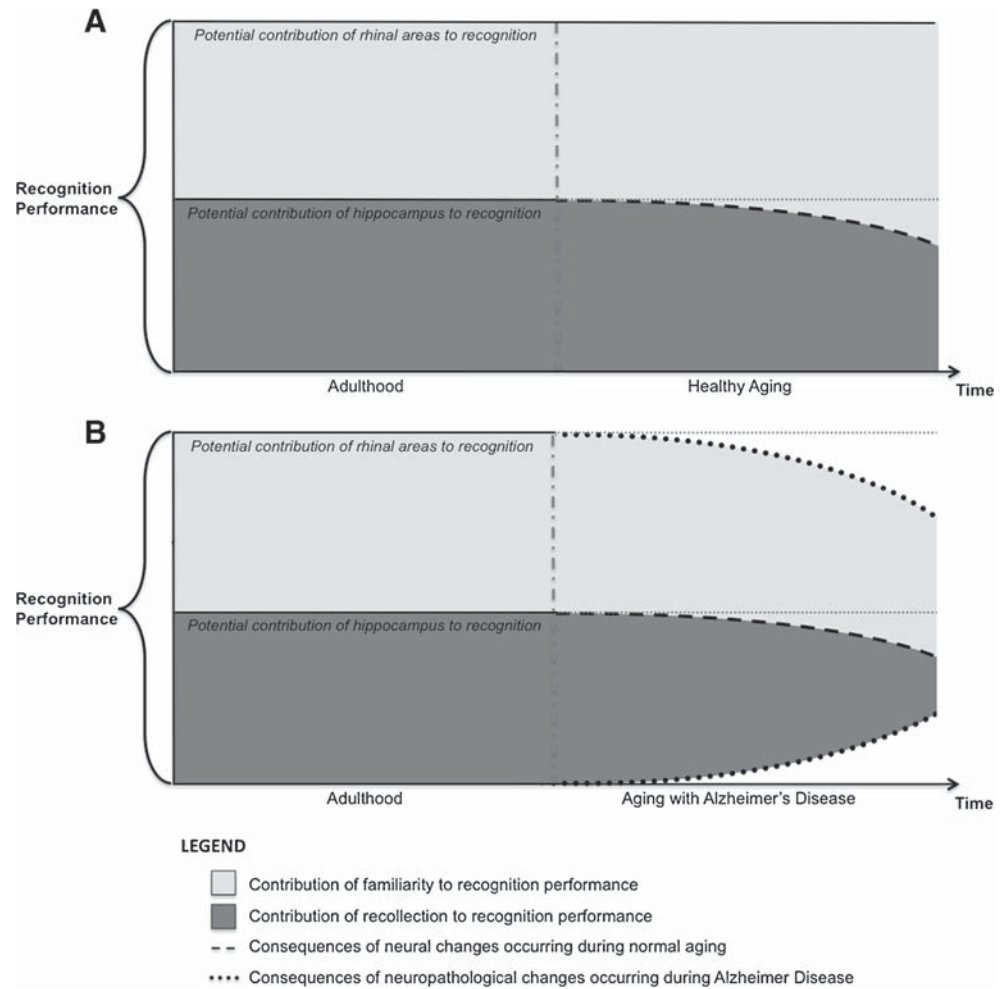 A
Potential contribution of rhinal areas to recognition
Recognition
Performance
Potential contribution of hippocampus to recognition
Adulthood
Healthy Aging
Time
B
Potential contribution of rhinal areas to recognition
Recognition
Performance
Potential contribution of hippocampus to recognition
Adulthood
Aging with Alzheimer's Disease
Time
LEGEND
Contribution of familiarity to recognition performance
Contribution of recollection to recognition performance
Consequences of neural changes occurring during normal aging
Consequences of neuropathological changes occurring during Alzheimer Disease